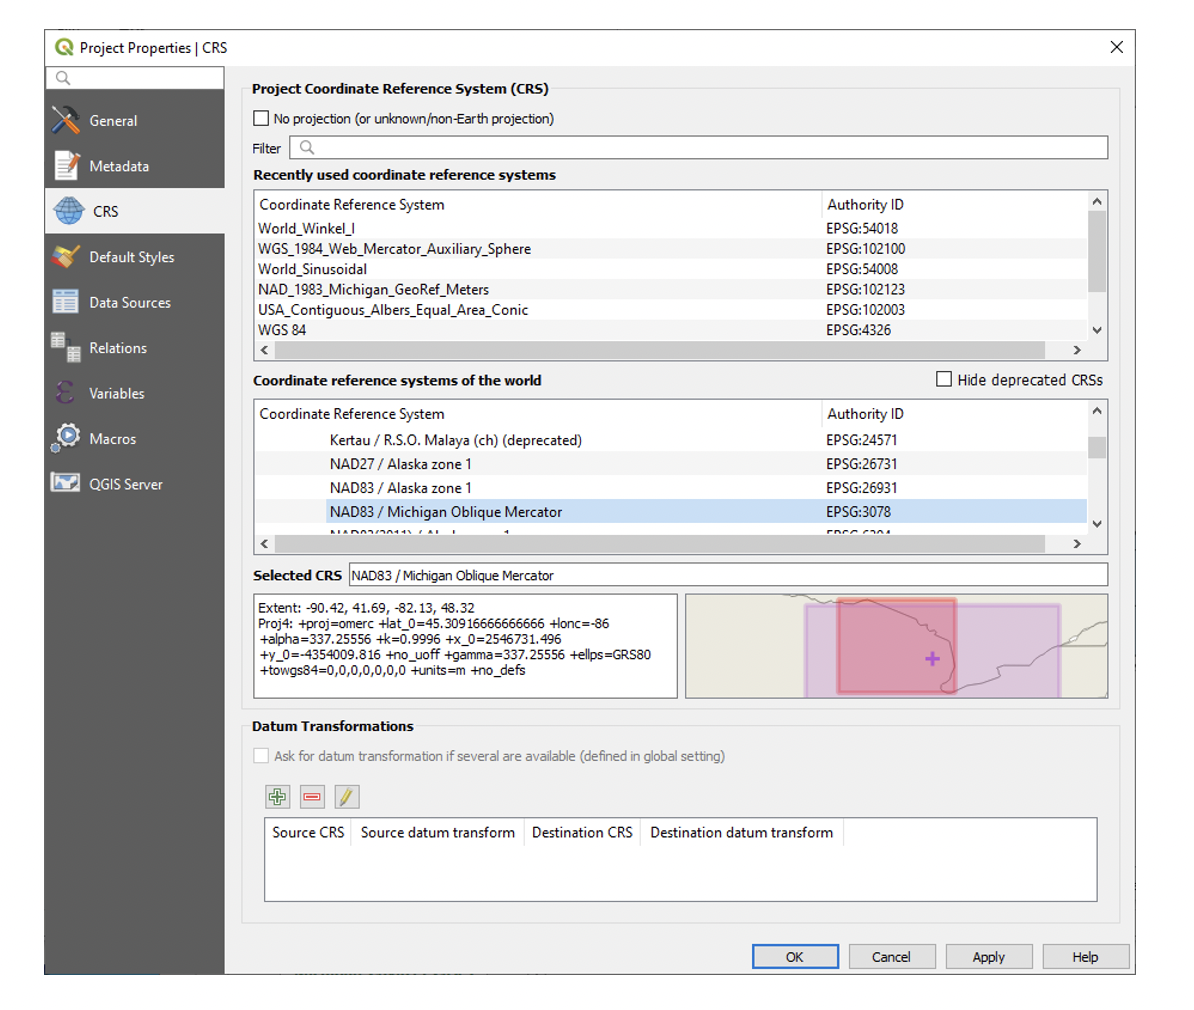 Project Properties | CRS
General
Metadata
CRS
Default Styles
Data Sources
Relations
Variables
Macros
QGIS Server
Project Coordinate Reference System (CRS)
No projection (or unknown/non-Earth projection)
Filter
Recently used coordinate reference systems
Coordinate Reference System Authority ID
World_Winkel_I EPSG:54018
WGS_1984_Web_Mercator_Auxiliary_Sphere EPSG:102100
World_Sinusoidal EPSG:54008
NAD_1983_Michigan_GeoRef_Meters EPSG:102123
USA_Contiguous_Albers_Equal_Area_Conic EPSG:102003
WGS 84 EPSG:4326
Coordinate reference systems of the world Hide deprecated CRSs
Coordinate Reference System Authority ID
Kertau / R.S.O. Malaya (ch) (deprecated) EPSG:24571
NAD27 / Alaska zone 1 EPSG:26731
NAD83 / Alaska zone 1 EPSG:26931
NAD83 / Michigan Oblique Mercator EPSG:3078
Selected CRS NAD83 / Michigan Oblique Mercator
Extent: -90.42, 41.69, -82.13, 48.32
Proj4: +proj=omerc +lat_0=45.30916666666666 +lonc=-86
+alpha=337.25556 +k=0.9996 +x_0=2546731.496
+y_0=-4354009.816 +no_uoff +gamma=337.25556 +ellps=GRS80
+towgs84=0,0,0,0,0,0,0 +units=m +no_defs
Datum Transformations
Ask for datum transformation if several are available (defined in global setting)
Source CRS Source datum transform Destination CRS Destination datum transform
OK Cancel Apply Help